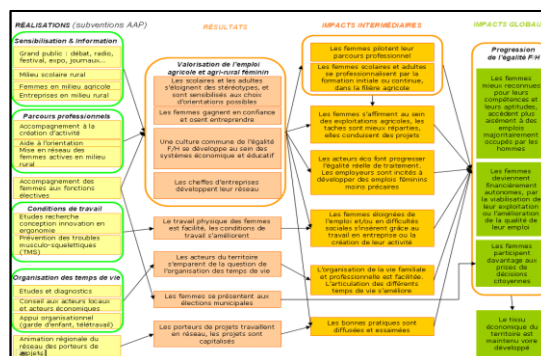 RÉALISATIONS (subventions AAP)
RÉSULTATS
IMPACTS INTERMÉDIAIRES
IMPACTS GLOBAUX
Sensibilisation & information
Grand public : débat, radio,
festival, expo, journaux...
Milieu scolaire rural
Femmes en milieu agricole
Entreprises en milieu rural
Parcours professionnels
Accompagnement à la
création d'activité
Aide à l'orientation
Mise en réseau des
femmes actives en milieu
rural
Accompagnement des
femmes aux fonctions
électives
Conditions de travail
Etudes recherche
conception innovation en
ergonomie
Prévention des troubles
musculo-squelettiques
(TMS)
Organisation des temps de vie
Etudes et diagnostics
Conseil aux acteurs locaux
et acteurs économiques
Appui organisationnel
(garde d'enfant, télétravail)
Animation régionale du
réseau des porteurs de
projets
Valorisation de l'emploi
agricole et agri-rural féminin
Les scolaires et les adultes
s'éloignent des stéréotypes, et
sont sensibilisés aux choix
d'orientations possibles
Les femmes gagnent en confiance
et osent entreprendre
Une culture commune de l'égalité
F/H se développe au sein des
systèmes économique et éducatif
Les cheffes d'entreprises
développent leur réseau
Le travail physique des femmes
est facilité, les conditions de
travail s'améliorent
Les acteurs du territoire
s'emparent de la question de
l'organisation des temps de vie
Les femmes se présentent aux
élections municipales
Les porteurs de projets travaillent
en réseau, les projets sont
capitalisés
Les femmes pilotent leur
parcours professionnel
Les femmes scolaires et adultes
se professionnalisent par la
formation initiale ou continue,
dans la filière agricole
Les femmes s'affirment au sein
des exploitations agricoles, les
taches sont mieux réparties,
elles conduisent des projets
Les acteurs éco font progresser
l'égalité réelle de traitement.
Les employeurs sont incités à
développer des emplois féminins
moins précaires
Les femmes éloignées de
l'emploi et/ou en difficultés
sociales s'insèrent grâce au
travail en entreprise ou la
création de leur activité
L'organisation de la vie familiale
et professionnelle est facilitée.
L'articulation des différents
temps de vie s'améliore
Les bonnes pratiques sont
diffusées et essaimées
Progression
de l'égalité F/H
Les femmes
mieux reconnues
pour leurs
compétences et
leurs aptitudes,
accèdent plus
aisément à des
emplois
majoritairement
occupés par les
hommes
Les femmes
deviennent
financièrement
autonomes, par
la viabilisation de
leur exploitation
ou l'amélioration
de la qualité de
leur emploi
Les femmes
participent
davantage aux
prises de
décisions
citoyennes
Le tissu
économique du
territoire est
maintenu voire
développé